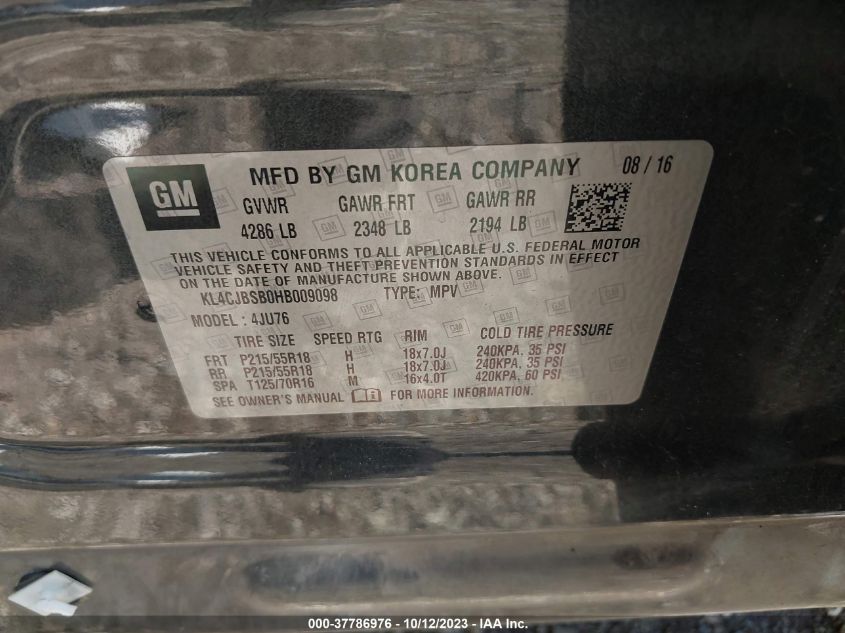 GM
MFD BY GM KOREA COMPANY 08 / 16
GVWR GAWR FRT GAWR RR
4286 LB 2348 LB 2194 LB
THIS VEHICLE CONFORMS TO ALL APPLICABLE U.S. FEDERAL MOTOR
VEHICLE SAFETY AND THEFT PREVENTION STANDARDS IN EFFECT
ON THE DATE OF MANUFACTURE SHOWN ABOVE.
KL4CJBSB0HB009098 TYPE: MPV
MODEL : 4JU76
TIRE SIZE SPEED RTG RIM COLD TIRE PRESSURE
FRT P215/55R18 H 18x7.0J 240KPA, 35 PSI
RR P215/55R18 H 18x7.0J 240KPA, 35 PSI
SPA T125/70R16 M 16x4.0T 420KPA, 60 PSI
SEE OWNER'S MANUAL FOR MORE INFORMATION.
000-37786976 - 10/12/2023 - IAA Inc.